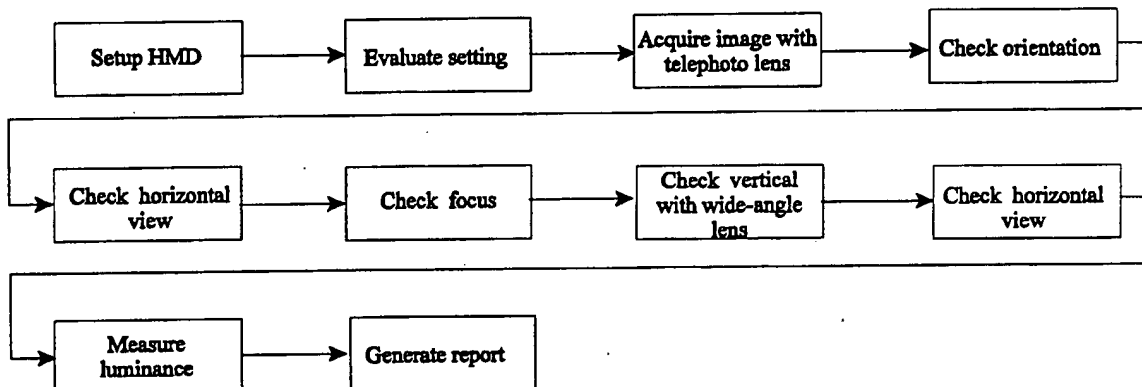 Setup HMD
Evaluate setting
Acquire image with
telephoto lens
Check orientation
Check horizontal
view
Check focus
Check vertical
with wide-angle
lens
Check horizontal
view
Measure
luminance
Generate report